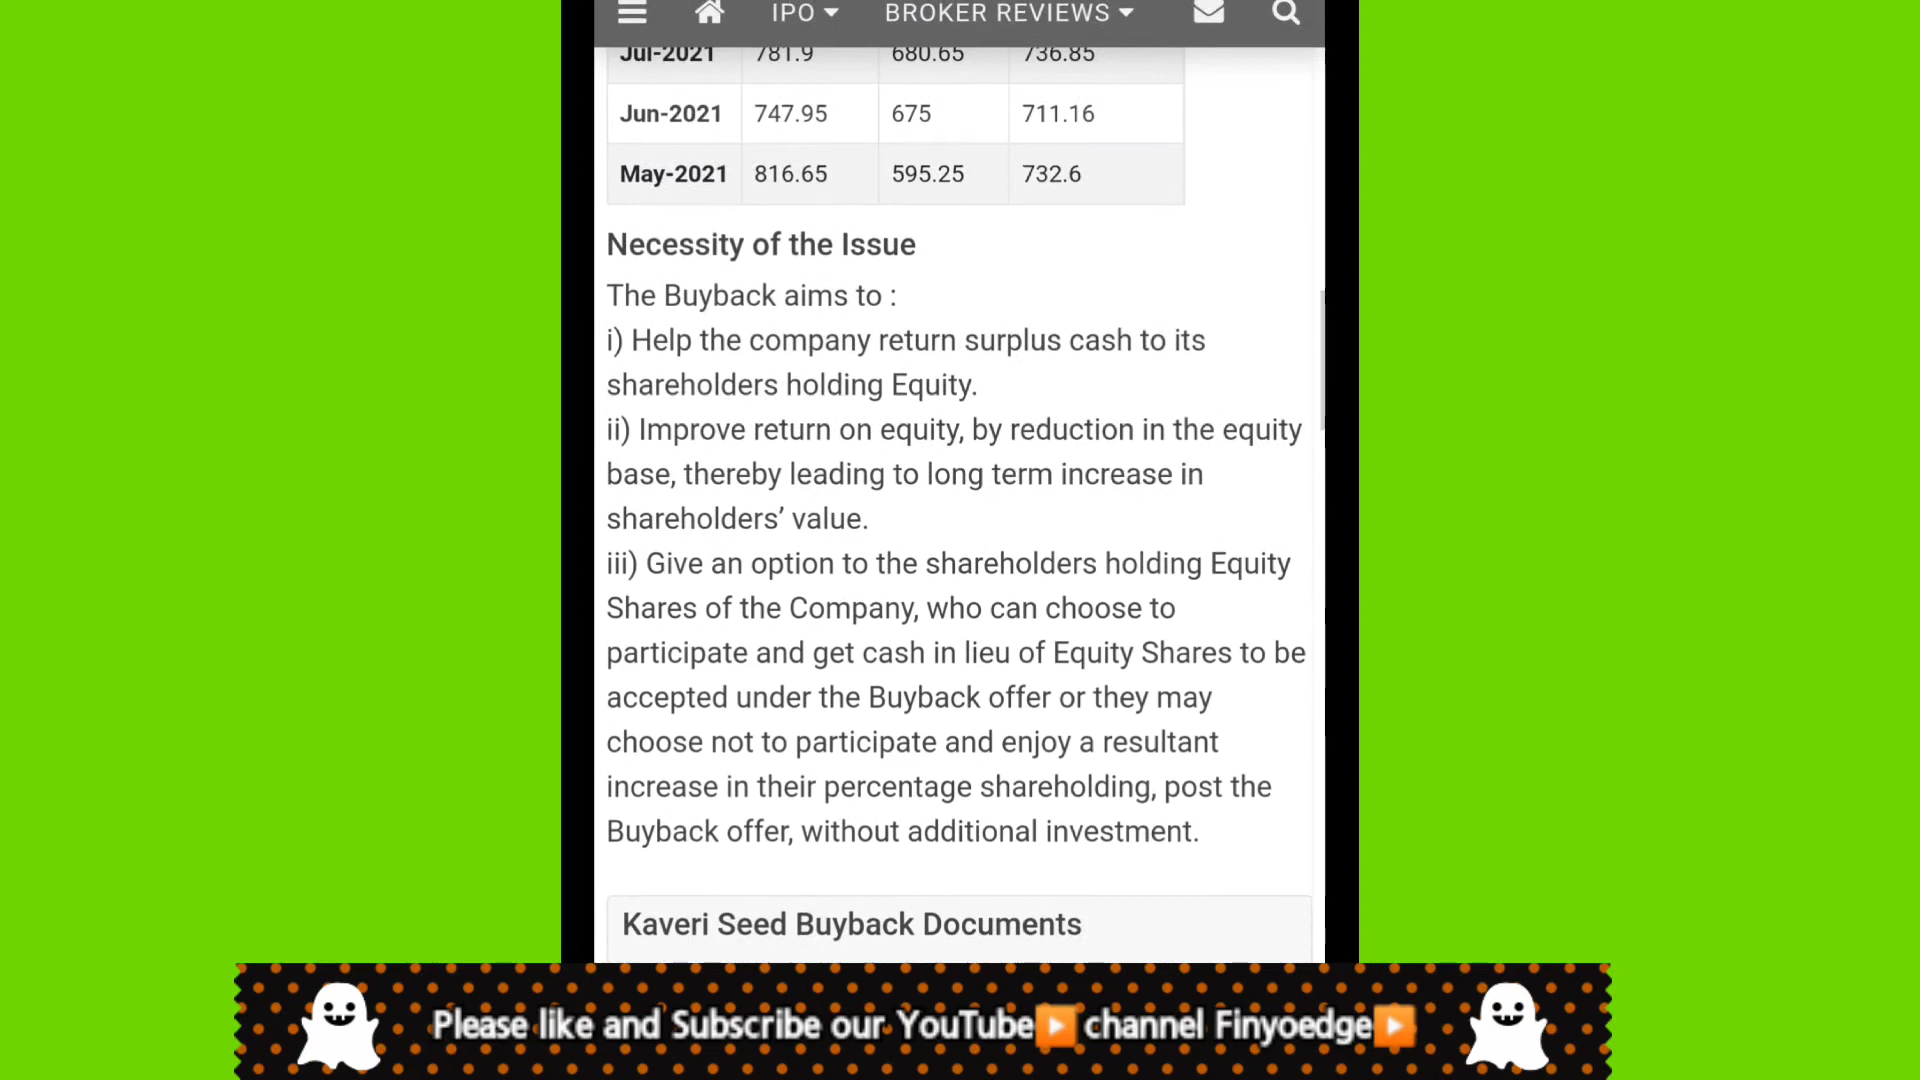 IPO BROKER REVIEWS
Jul-2021 781.9 680.65 736.85
Jun-2021 747.95 675 711.16
May-2021 816.65 595.25 732.6
Necessity of the Issue
The Buyback aims to :
i) Help the company return surplus cash to its
shareholders holding Equity.
ii) Improve return on equity, by reduction in the equity
base, thereby leading to long term increase in
shareholders’ value.
iii) Give an option to the shareholders holding Equity
Shares of the Company, who can choose to
participate and get cash in lieu of Equity Shares to be
accepted under the Buyback offer or they may
choose not to participate and enjoy a resultant
increase in their percentage shareholding, post the
Buyback offer, without additional investment.
Kaveri Seed Buyback Documents
Please like and Subscribe our YouTube channel Finyoedge